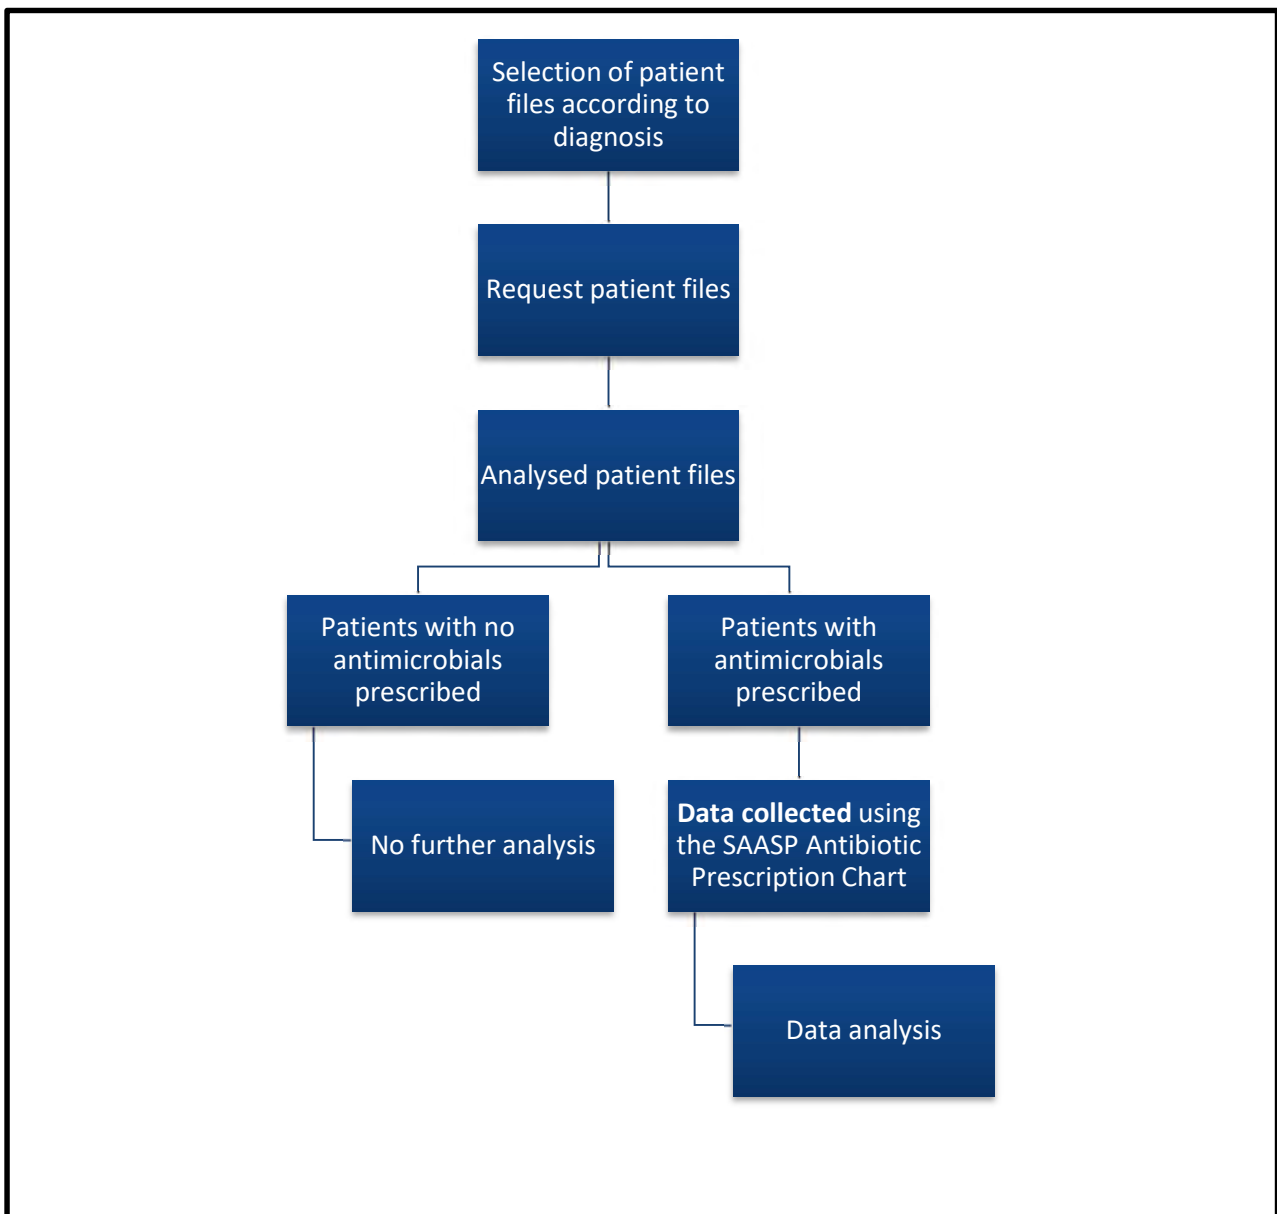 Selection of patient
files according to
diagnosis
Request patient files
Analysed patient files
Patients with no
antimicrobials
prescribed
Patients with
antimicrobials
prescribed
No further analysis
Data collected using
the SAASP Antibiotic
Prescription Chart
Data analysis